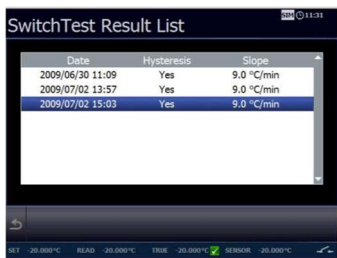 SwitchTest Result List
SIM 11:31
Date Hysteresis Slope
2009/06/30 11:09 Yes 9.0 °C/min
2009/07/02 13:57 Yes 9.0 °C/min
2009/07/02 15:03 Yes 9.0 °C/min
SET -20.000°C READ -20.000°C TRUE -20.000°C SENSOR -20.000°C